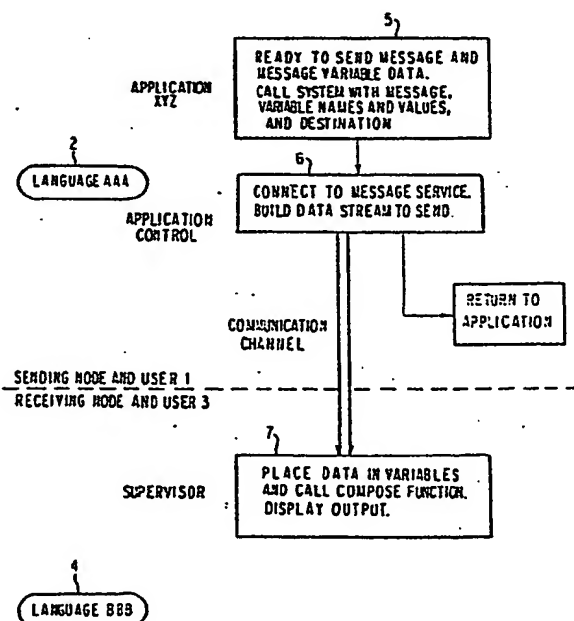 5
READY TO SEND MESSAGE AND
MESSAGE VARIABLE DATA.
CALL SYSTEM WITH MESSAGE,
VARIABLE NAMES AND VALUES,
AND DESTINATION
APPLICATION
XYZ
2
LANGUAGE AAA
6
CONNECT TO MESSAGE SERVICE.
BUILD DATA STREAM TO SEND.
APPLICATION
CONTROL
RETURN TO
APPLICATION
COMMUNICATION
CHANNEL
SENDING NODE AND USER 1
RECEIVING NODE AND USER 3
7
PLACE DATA IN VARIABLES
AND CALL COMPOSE FUNCTION.
DISPLAY OUTPUT.
SUPERVISOR
4
LANGUAGE BBB